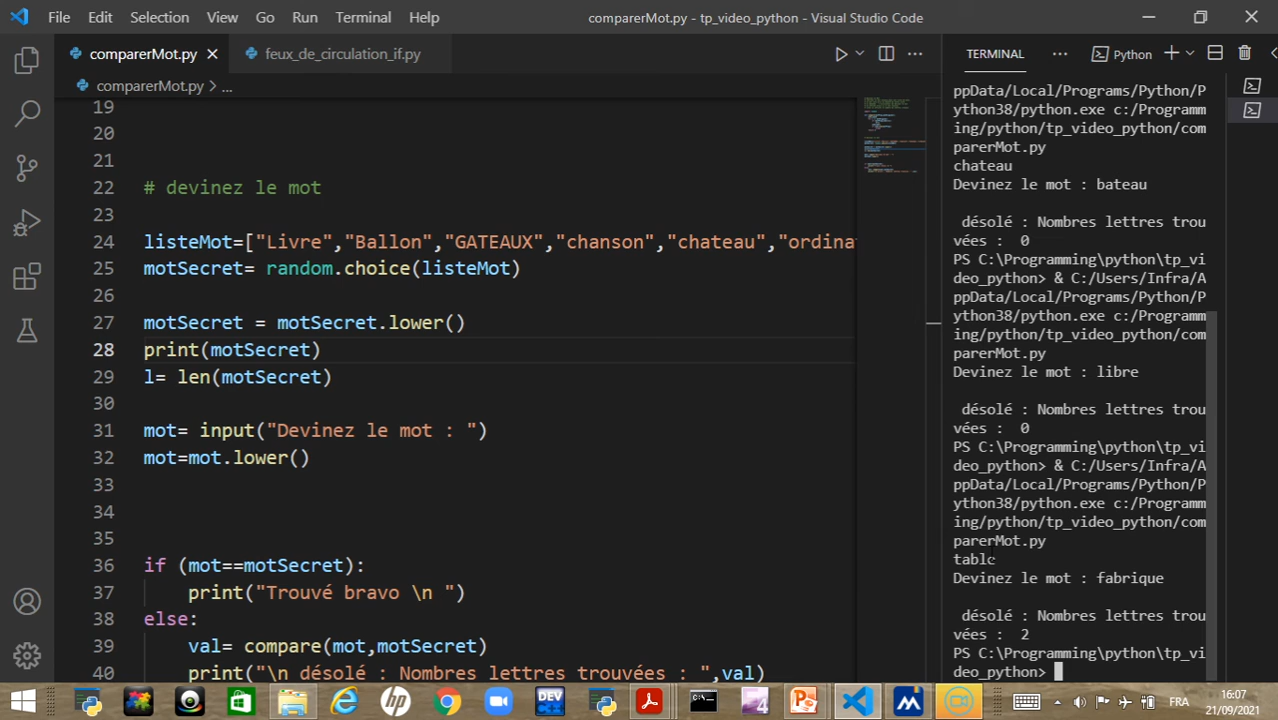 File Edit Selection View Go Run Terminal Help
comparerMot.py - tp_video_python - Visual Studio Code
comparerMot.py
feux_de_circulation_if.py
comparerMot.py > ...
19
20
21
22 # devinez le mot
23
24 listeMot=["Livre","Ballon","GATEAUX","chanson","chateau","ordinat
25 motSecret= random.choice(listeMot)
26
27 motSecret = motSecret.lower()
28 print(motSecret)
29 l= len(motSecret)
30
31 mot= input("Devinez le mot : ")
32 mot=mot.lower()
33
34
35
36 if (mot==motSecret):
37 print("Trouvé bravo \n ")
38 else:
39 val= compare(mot,motSecret)
40 print("\n désolé : Nombres lettres trouvées : ",val)
TERMINAL
Python
ppData/Local/Programs/Python/P
ython38/python.exe c:/Programm
ing/python/tp_video_python/com
parerMot.py
chateau
Devinez le mot : bateau
désolé : Nombres lettres trou
vées : 0
PS C:\Programming\python\tp_vi
deo_python> & C:/Users/Infra/A
ppData/Local/Programs/Python/P
ython38/python.exe c:/Programm
ing/python/tp_video_python/com
parerMot.py
Devinez le mot : libre
désolé : Nombres lettres trou
vées : 0
PS C:\Programming\python\tp_vi
deo_python> & C:/Users/Infra/A
ppData/Local/Programs/Python/P
ython38/python.exe c:/Programm
ing/python/tp_video_python/com
parerMot.py
table
Devinez le mot : fabrique
désolé : Nombres lettres trou
vées : 2
PS C:\Programming\python\tp_vi
deo_python>
DEV
4
FRA
16:07
21/09/2021